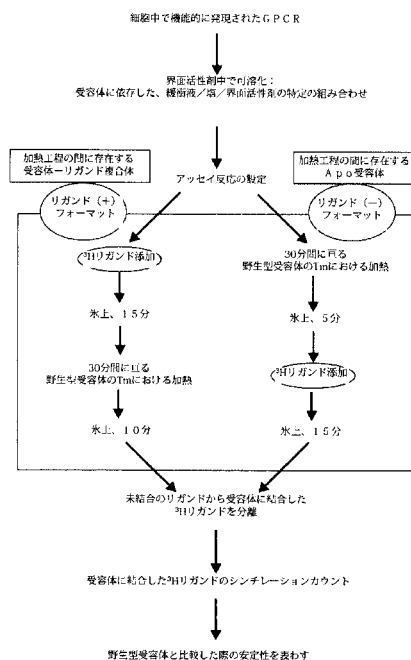 細胞中で機能的に発現されたＧＰＣＲ
界面活性剤中で可溶化：
受容体に依存した、緩衝液／塩／界面活性剤の特定の組み合わせ
加熱工程の間に存在する
受容体－リガンド複合体
加熱工程の間に存在する
Ａｐｏ受容体
アッセイ反応の設定
リガンド（＋）
フォーマット
リガンド（－）
フォーマット
³Hリガンド添加
氷上、１５分
30分間に亘る
野生型受容体のTmにおける加熱
氷上、１０分
30分間に亘る
野生型受容体のTmにおける加熱
氷上、５分
³Hリガンド添加
氷上、１５分
未結合のリガンドから受容体に結合した
³Hリガンドを分離
受容体に結合した³Hリガンドのシンチレーションカウント
野生型受容体と比較した際の安定性を表わす